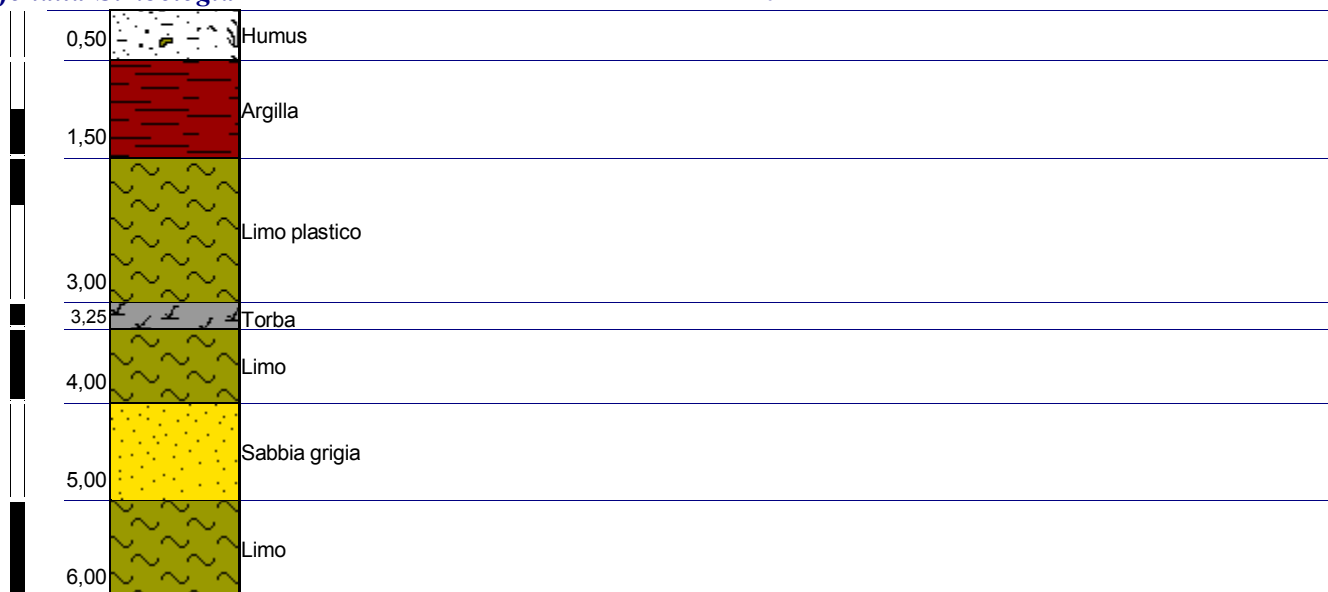 0,50 Humus
Argilla
1,50
Limo plastico
3,00
3,25 Torba
Limo
4,00
Sabbia grigia
5,00
Limo
6,00